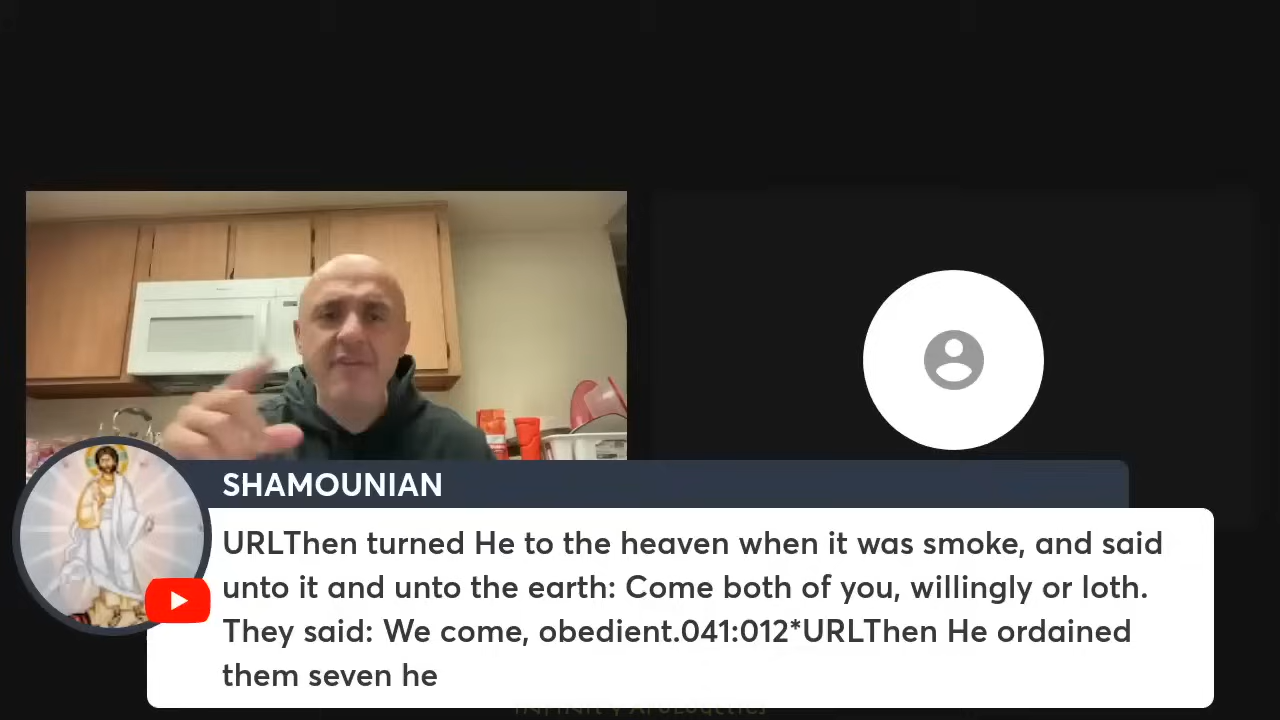 SHAMOUNIAN
URLThen turned He to the heaven when it was smoke, and said
unto it and unto the earth: Come both of you, willingly or loth.
They said: We come, obedient.041:012*URLThen He ordained
them seven he